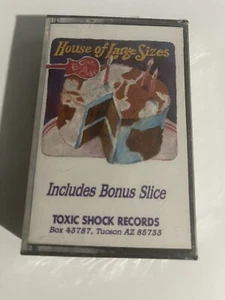 House of Large Sizes
Includes Bonus Slice
TOXIC SHOCK RECORDS
Box 43787, Tucson AZ 85733